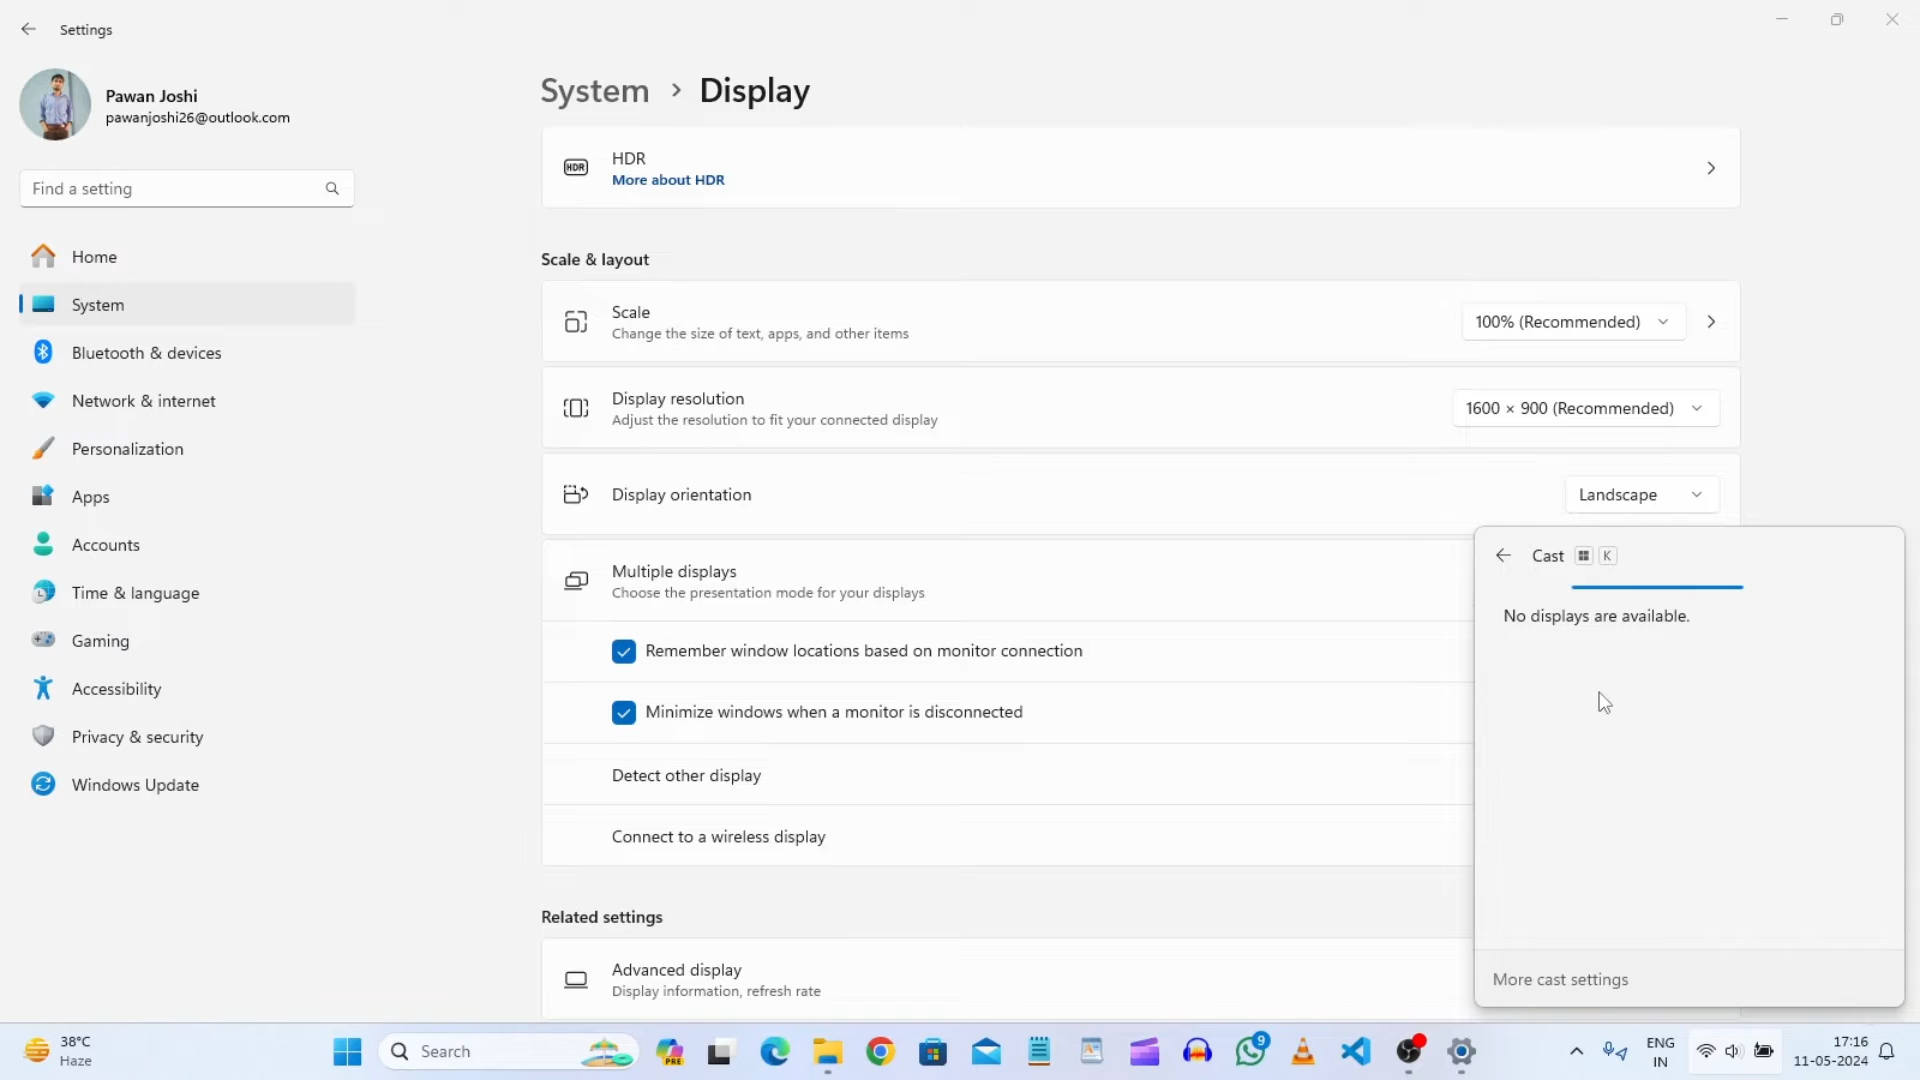 Settings
Pawan Joshi
pawanjoshi26@outlook.com
Find a setting
Home
System
Bluetooth & devices
Network & internet
Personalization
Apps
Accounts
Time & language
Gaming
Accessibility
Privacy & security
Windows Update
System > Display
HDR
HDR
More about HDR
Scale & layout
Scale
Change the size of text, apps, and other items
100% (Recommended)
Display resolution
Adjust the resolution to fit your connected display
1600 × 900 (Recommended)
Display orientation
Landscape
Multiple displays
Choose the presentation mode for your displays
Remember window locations based on monitor connection
Minimize windows when a monitor is disconnected
Detect other display
Connect to a wireless display
Related settings
Advanced display
Display information, refresh rate
Cast K
No displays are available.
More cast settings
38°C
Haze
Search
PRE
9
ENG
IN
17:16
11-05-2024